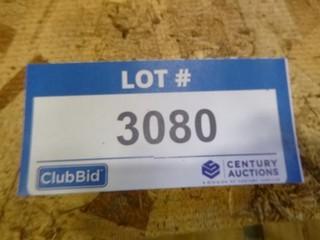 LOT #
3080
ClubBid
CENTURY
AUCTIONS